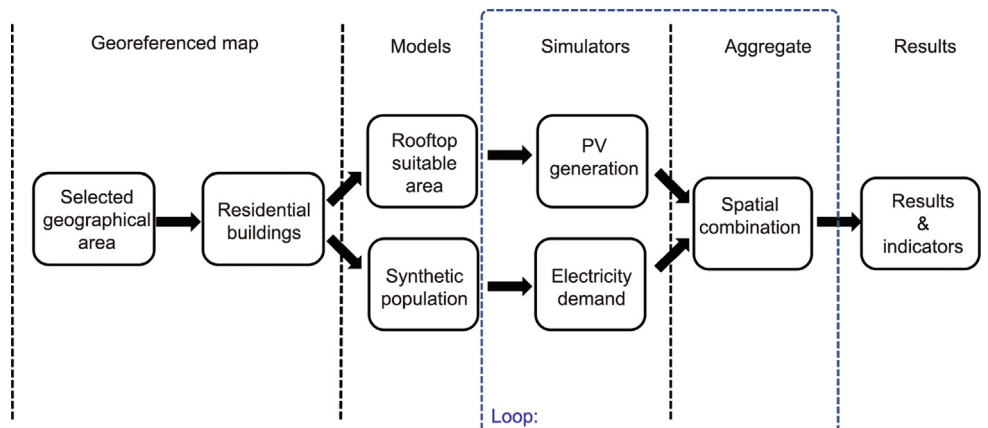 Georeferenced map
Models
Simulators
Aggregate
Results
Selected
geographical
area
Residential
buildings
Rooftop
suitable
area
Synthetic
population
PV
generation
Electricity
demand
Spatial
combination
Results
&
indicators
Loop: